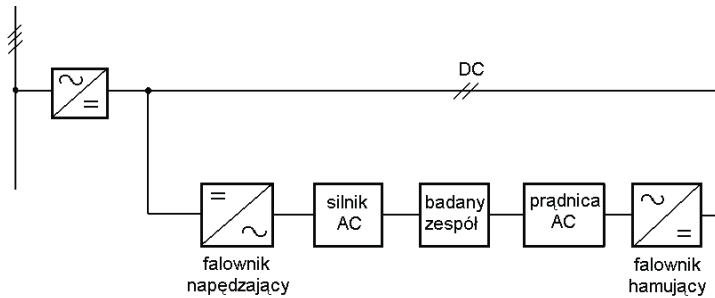 DC
silnik
AC
badany
zespół
prądnica
AC
falownik
napędzający
falownik
hamujący